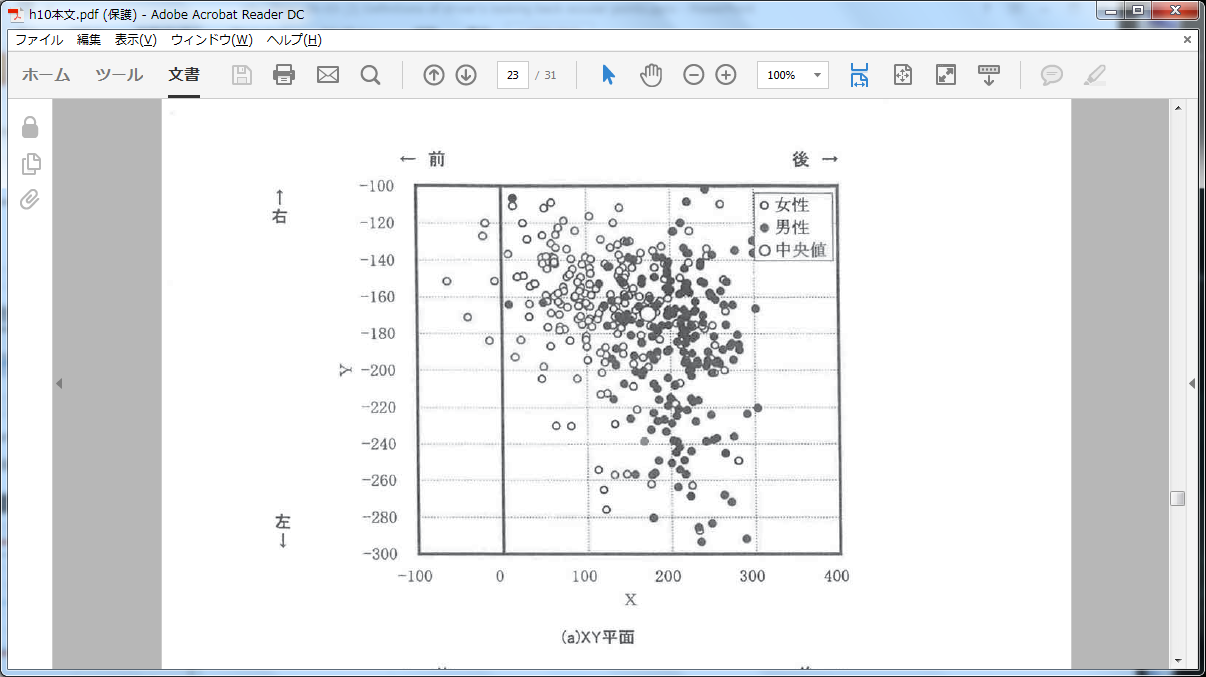 h10本文.pdf (保護) - Adobe Acrobat Reader DC
ファイル 編集 表示(V) ウィンドウ(W) ヘルプ(H)
ホーム ツール 文書 23 / 31 100%
← 前 後 →
↑
右
左
↓
-100
-120
-140
-160
-180
-200
-220
-240
-260
-280
-300
Y
女性
男性
中央値
-100 0 100 200 300 400
X
(a)XY平面